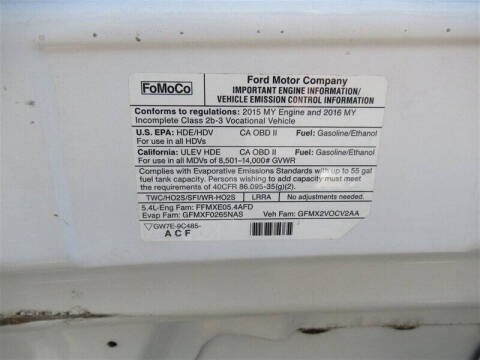 FoMoCo
Ford Motor Company
IMPORTANT ENGINE INFORMATION/
VEHICLE EMISSION CONTROL INFORMATION
Conforms to regulations: 2015 MY Engine and 2016 MY
Incomplete Class 2b-3 Vocational Vehicle
U.S. EPA: HDE/HDV CA OBD II Fuel: Gasoline/Ethanol
For use in all HDVs
California: ULEV HDE CA OBD II Fuel: Gasoline/Ethanol
For use in all MDVs of 8,501-14,000# GVWR
Complies with Evaporative Emissions Standards with up to 55 gal
fuel tank capacity. Persons wishing to add capacity must meet
the requirements of 40CFR 86.095-35(g)(2).
TWC/HO2S/SFI/WR-HO2S LRRA No adjustments needed.
5.4L-Eng Fam: FFMXE05.4AFD
Evap Fam: GFMXF0265NAS Veh Fam: GFMX2VOCV2AA
GW7E-9C485-
ACF